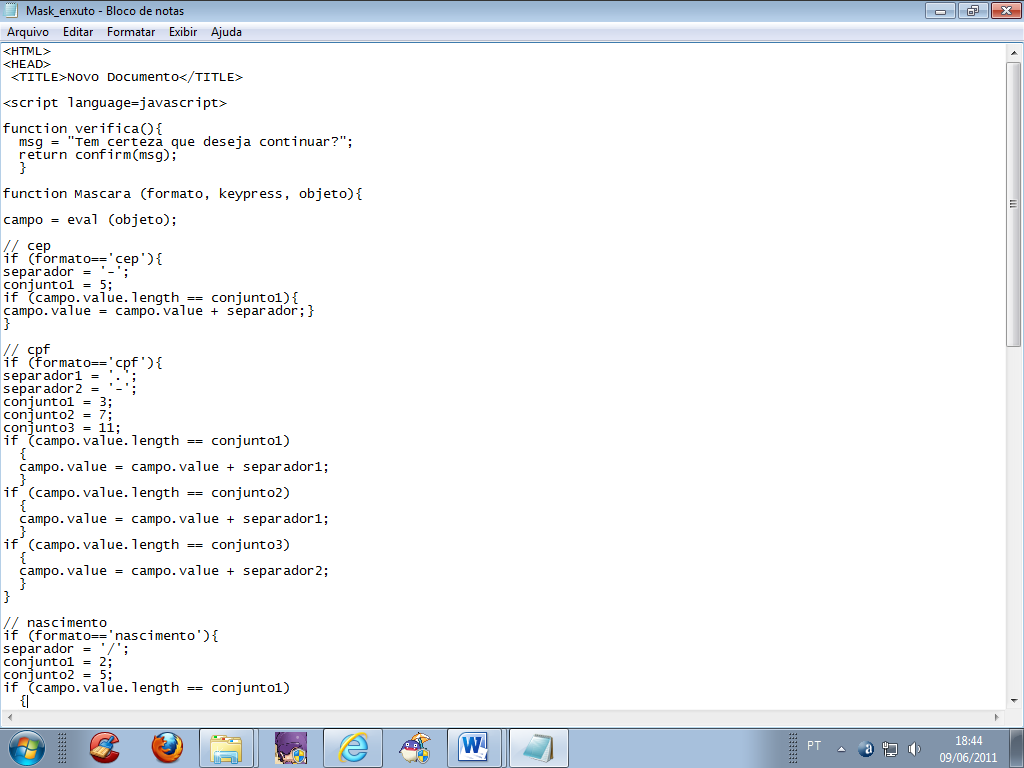 Mask_enxuto - Bloco de notas
Arquivo Editar Formatar Exibir Ajuda
<HTML>
<HEAD>
<TITLE>Novo Documento</TITLE>
<script language=javascript>
function verifica(){
msg = "Tem certeza que deseja continuar?";
return confirm(msg);
}
function Mascara (formato, keypress, objeto){
campo = eval (objeto);
// cep
if (formato=='cep'){
separador = '-';
conjunto1 = 5;
if (campo.value.length == conjunto1){
campo.value = campo.value + separador;}
}
// cpf
if (formato=='cpf'){
separador1 = '.';
separador2 = '-';
conjunto1 = 3;
conjunto2 = 7;
conjunto3 = 11;
if (campo.value.length == conjunto1)
{
campo.value = campo.value + separador1;
}
if (campo.value.length == conjunto2)
{
campo.value = campo.value + separador1;
}
if (campo.value.length == conjunto3)
{
campo.value = campo.value + separador2;
}
}
// nascimento
if (formato=='nascimento'){
separador = '/';
conjunto1 = 2;
conjunto2 = 5;
if (campo.value.length == conjunto1)
{
PT
18:44
09/06/2011